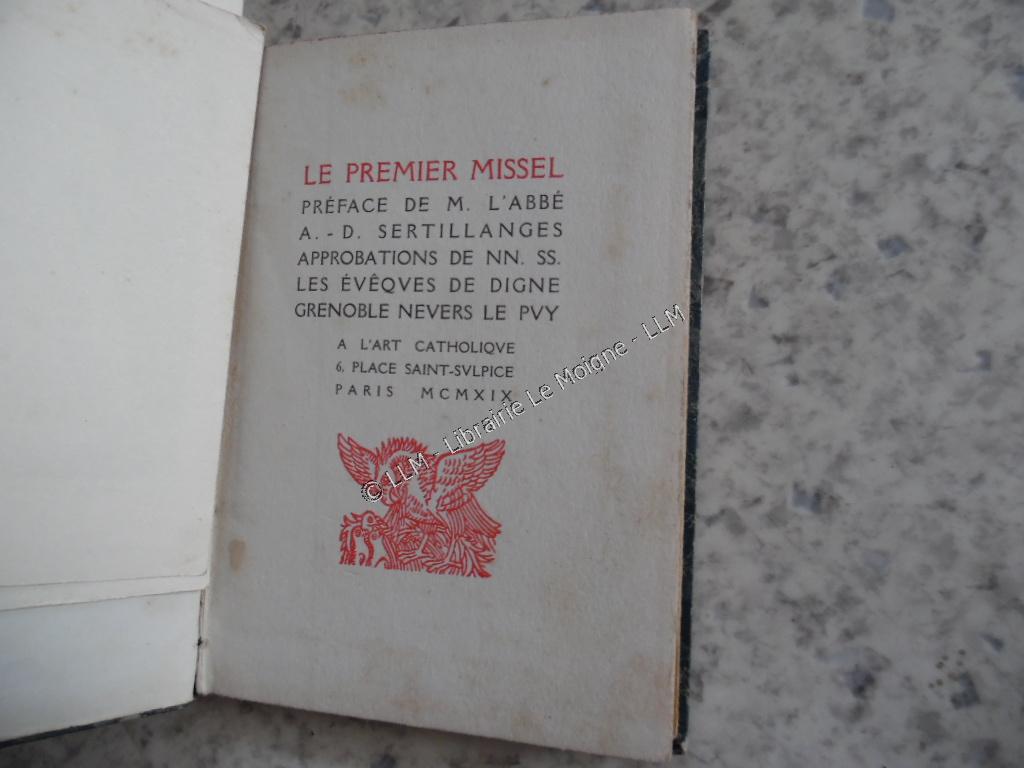 LE PREMIER MISSEL
PRÉFACE DE M. L'ABBÉ
A.-D. SERTILLANGES
APPROBATIONS DE NN. SS.
LES ÉVÊQVES DE DIGNE
GRENOBLE NEVERS LE PVY
A L'ART CATHOLIQVE
6, PLACE SAINT-SVLPICE
PARIS MCMXIX
© LLM - Librairie Le Moigne - LLM